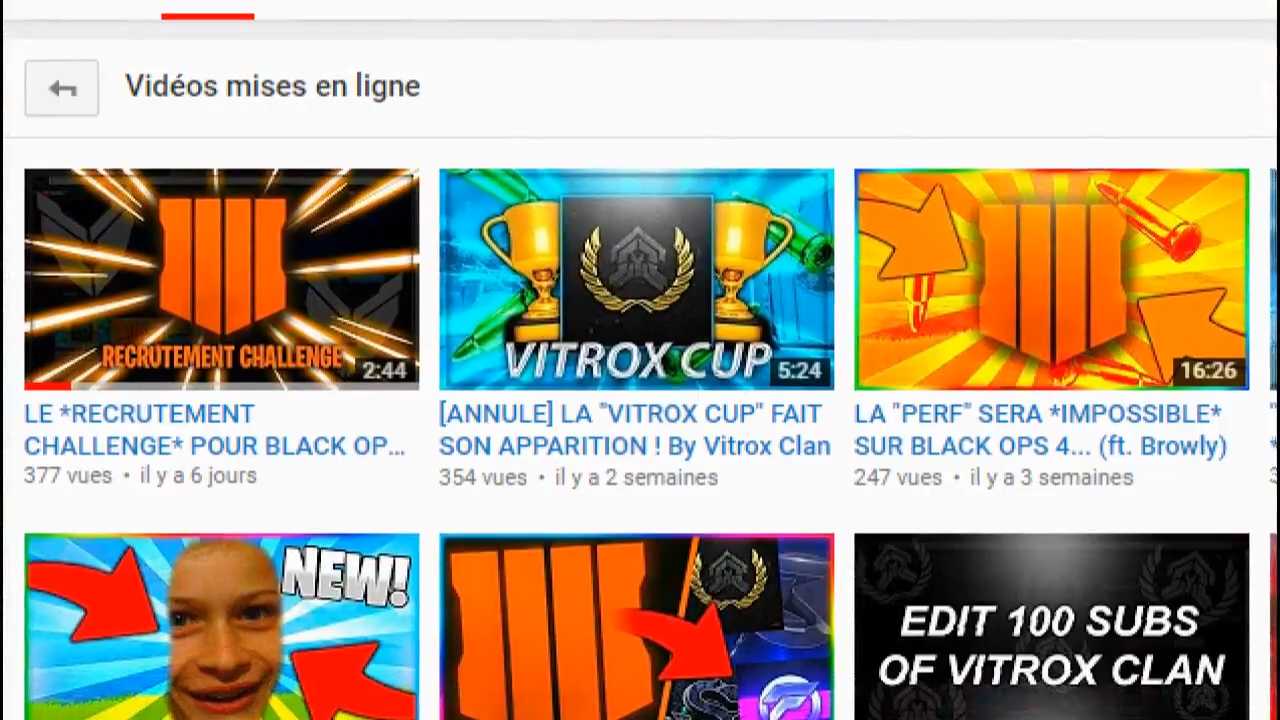 Vidéos mises en ligne
RECRUTEMENT CHALLENGE
2:44
VITROX CUP
5:24
16:26
LE *RECRUTEMENT
CHALLENGE* POUR BLACK OP...
377 vues • il y a 6 jours
[ANNULE] LA "VITROX CUP" FAIT
SON APPARITION ! By Vitrox Clan
354 vues • il y a 2 semaines
LA "PERF" SERA *IMPOSSIBLE*
SUR BLACK OPS 4... (ft. Browly)
247 vues • il y a 3 semaines
NEW!
EDIT 100 SUBS
OF VITROX CLAN